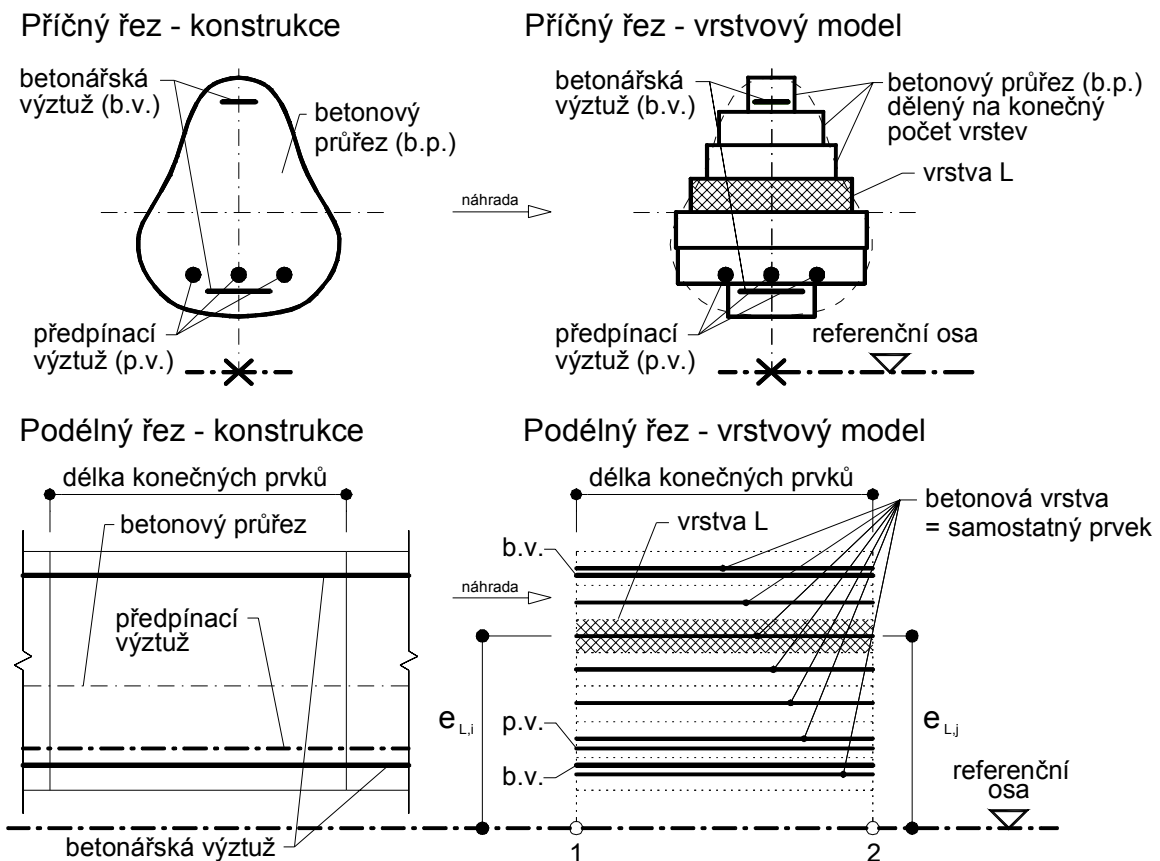 Příčný řez - konstrukce
betonářská
výztuž (b.v.)
betonový
průřez (b.p.)
předpínací
výztuž (p.v.)
náhrada
Příčný řez - vrstvový model
betonářská
výztuž (b.v.)
betonový průřez (b.p.)
dělený na konečný
počet vrstev
vrstva L
předpínací
výztuž (p.v.)
referenční osa
Podélný řez - konstrukce
délka konečných prvků
betonový průřez
předpínací
výztuž
betonářská výztuž
náhrada
Podélný řez - vrstvový model
délka konečných prvků
vrstva L
betonová vrstva
= samostatný prvek
b.v.
e L,i
p.v.
b.v.
e L,j
referenční
osa
1
2